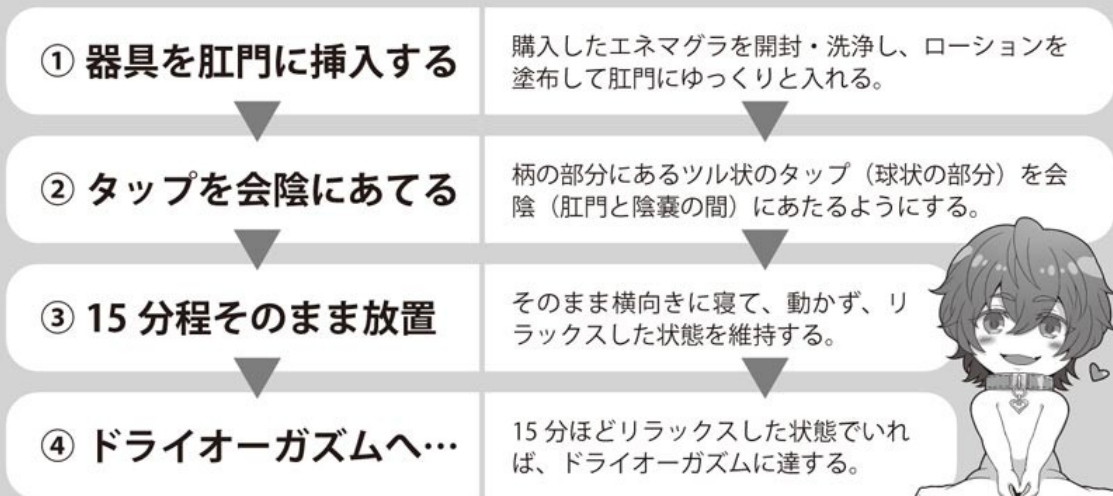 ① 器具を肛門に挿入する
購入したエネマグラを開封・洗浄し、ローションを
塗布して肛門にゆっくりと入れる。
② タップを会陰にあてる
柄の部分にあるツル状のタップ（球状の部分）を会
陰（肛門と陰嚢の間）にあたるようにする。
③ 15 分程そのまま放置
そのまま横向きに寝て、動かず、リ
ラックスした状態を維持する。
④ ドライオーガズムへ…
15 分ほどリラックスした状態でいれ
ば、ドライオーガズムに達する。